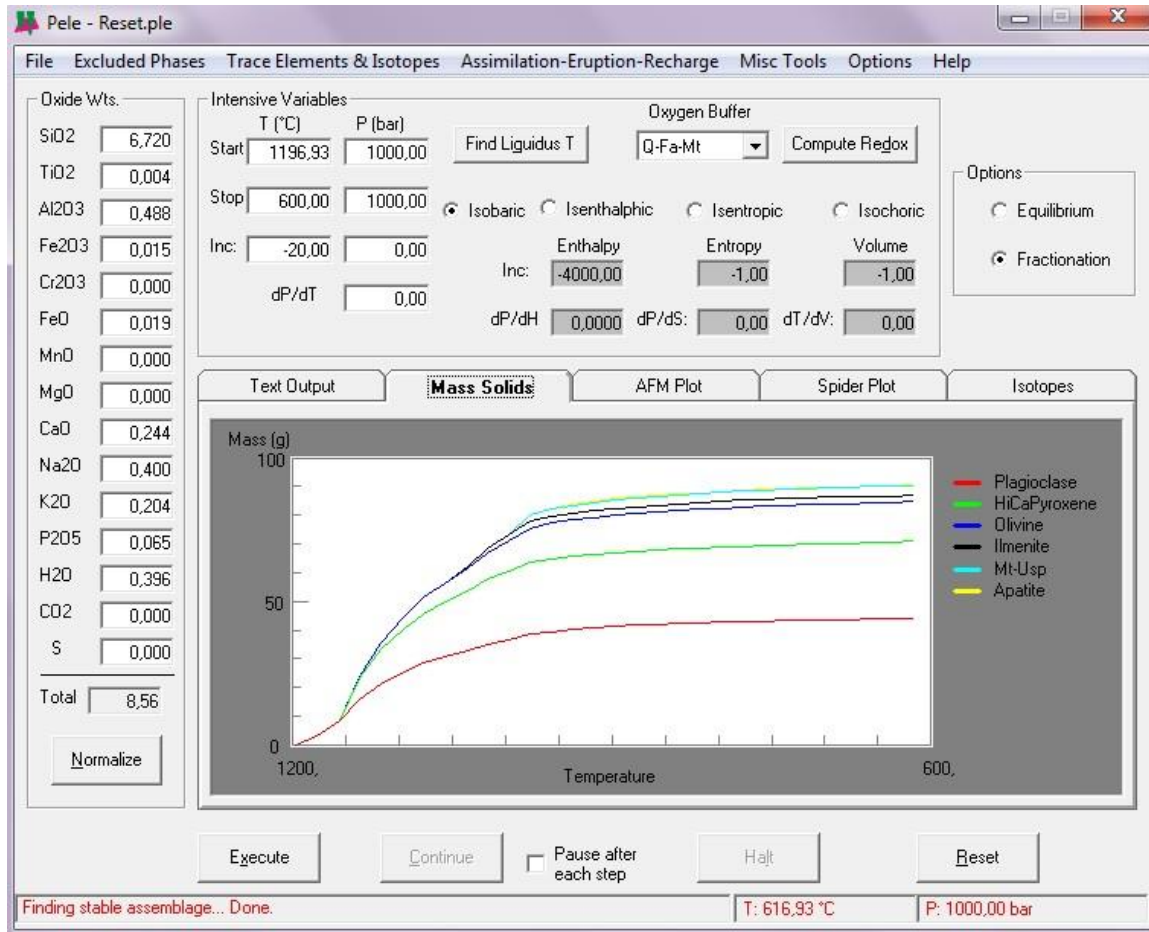 Pele - Reset.ple
File Excluded Phases Trace Elements & Isotopes Assimilation-Eruption-Recharge Misc Tools Options Help
Oxide Wts.
SiO2 6,720
TiO2 0,004
Al2O3 0,488
Fe2O3 0,015
Cr2O3 0,000
FeO 0,019
MnO 0,000
MgO 0,000
CaO 0,244
Na2O 0,400
K2O 0,204
P2O5 0,065
H2O 0,396
CO2 0,000
S 0,000
Total 8,56
Normalize
Intensive Variables
T (°C) P (bar)
Start 1196,93 1000,00
Stop 600,00 1000,00
Inc: -20,00 0,00
dP/dT 0,00
Find Liguidus T
Oxygen Buffer
Q-Fa-Mt
Compute Redox
Isobaric Isenthalphic Isentropic Isochoric
Enthalpy Entropy Volume
Inc: -4000,00 -1,00 -1,00
dP/dH 0,0000 dP/dS: 0,00 dT/dV: 0,00
Options
Equilibrium
Fractionation
Text Output Mass Solids AFM Plot Spider Plot Isotopes
Mass (g)
100
50
0
1200, Temperature 600,
Plagioclase
HiCaPyroxene
Olivine
Ilmenite
Mt-Usp
Apatite
Execute Continue Pause after each step Halt Reset
Finding stable assemblage... Done. T: 616,93 °C P: 1000,00 bar